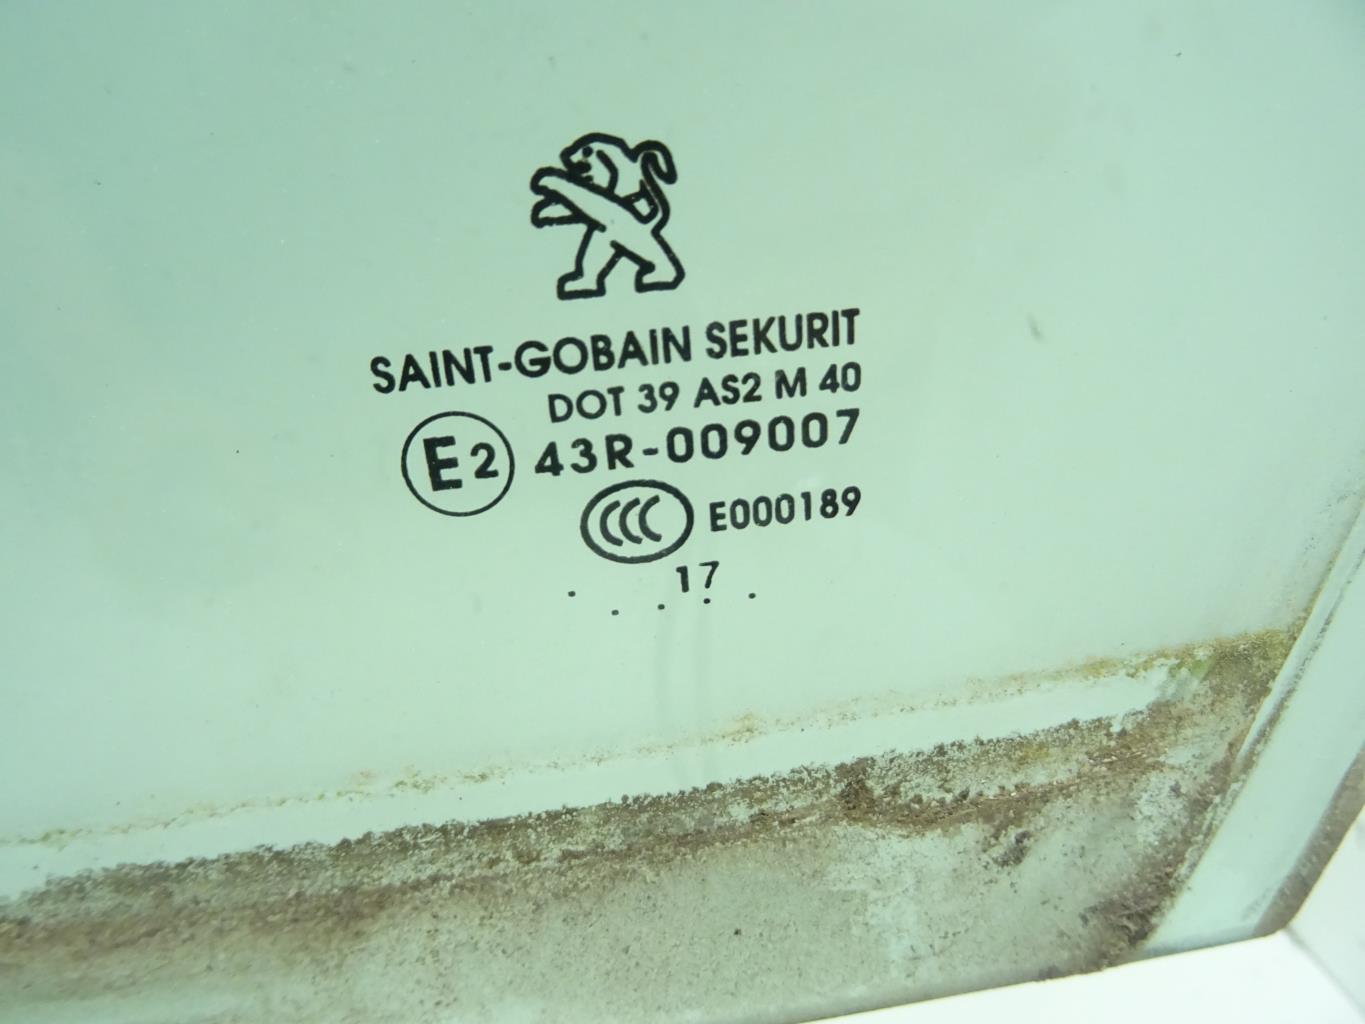 SAINT-GOBAIN SEKURIT
DOT 39 AS2 M 40
E2 43R-009007
CCC E000189
17
. . . . .